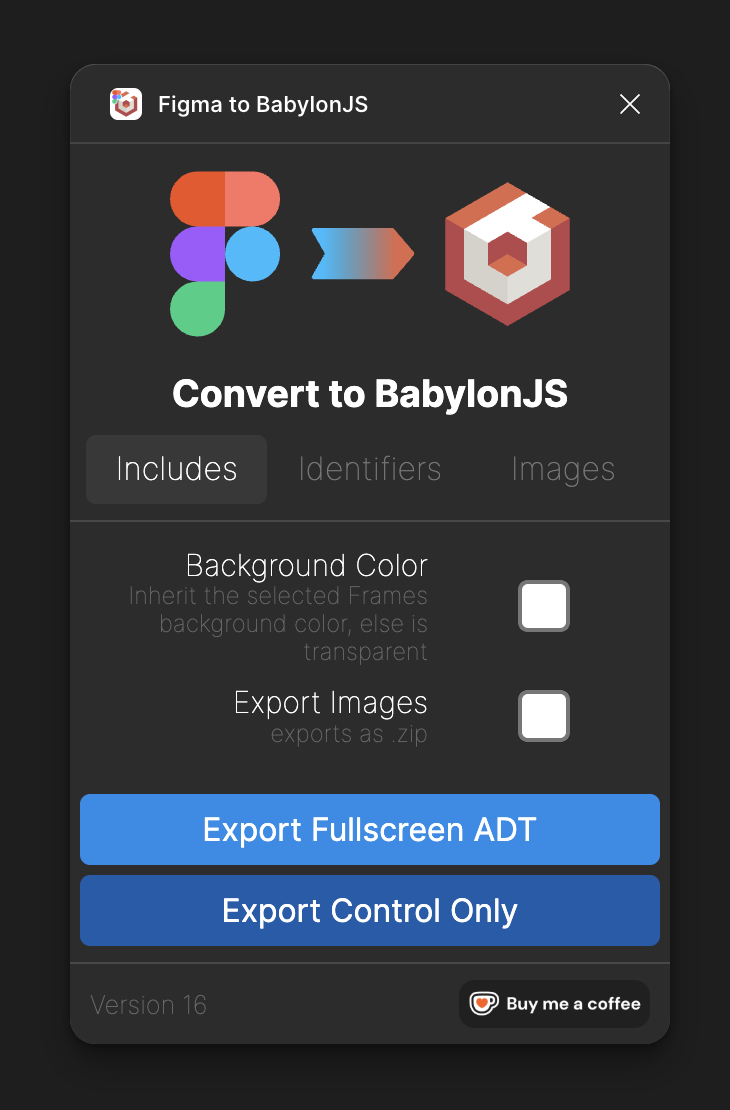 Figma to BabylonJS
Convert to BabylonJS
Includes
Identifiers
Images
Background Color
Inherit the selected Frames
background color, else is
transparent
Export Images
exports as .zip
Export Fullscreen ADT
Export Control Only
Version 16
Buy me a coffee